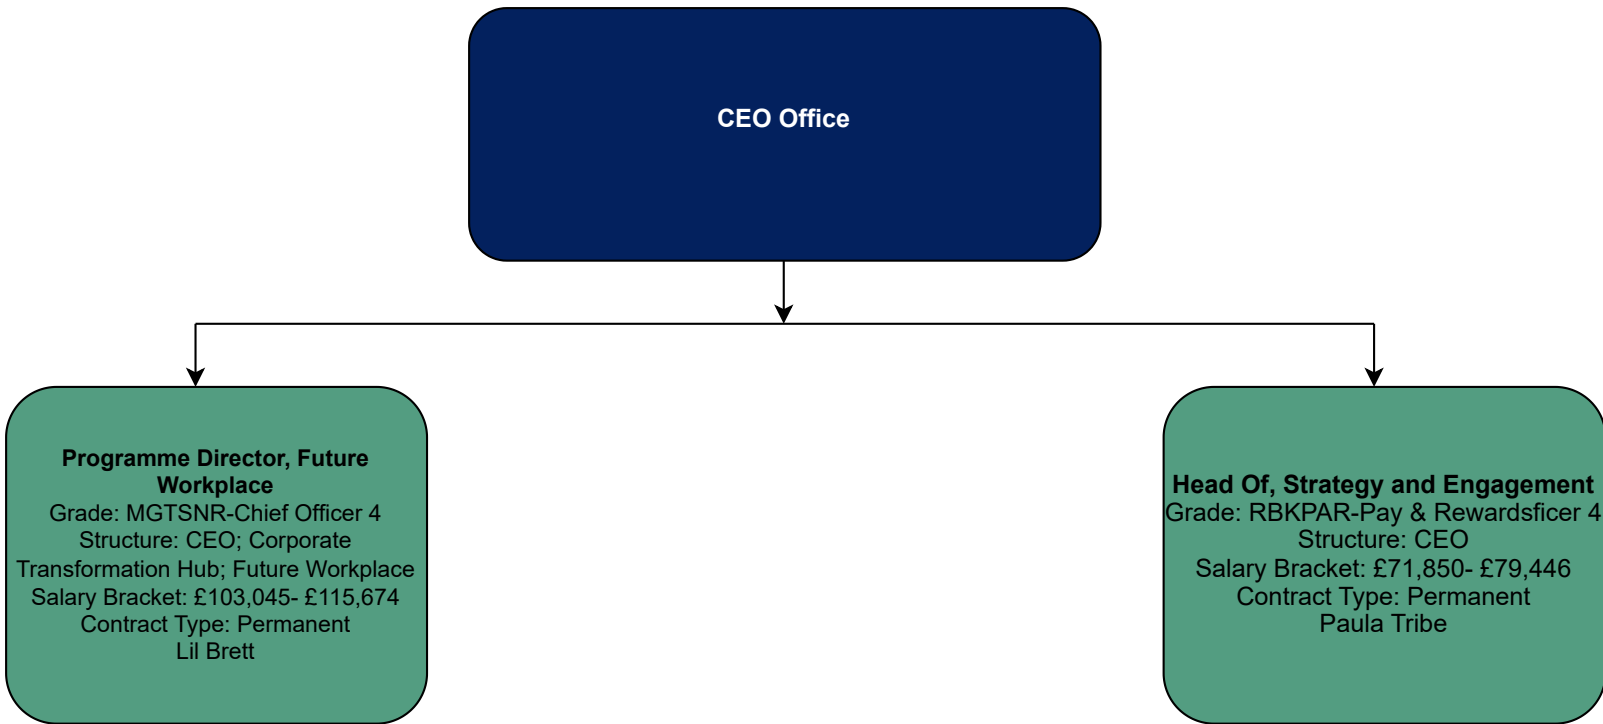 CEO Office
Programme Director, Future
Workplace
Grade: MGTSNR-Chief Officer 4
Structure: CEO; Corporate
Transformation Hub; Future Workplace
Salary Bracket: £103,045- £115,674
Contract Type: Permanent
Lil Brett
Head Of, Strategy and Engagement
Grade: RBKPAR-Pay & Rewardsficer 4
Structure: CEO
Salary Bracket: £71,850- £79,446
Contract Type: Permanent
Paula Tribe